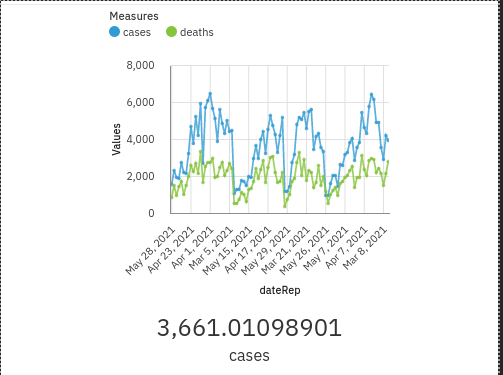 Measures
cases deaths
8,000
6,000
4,000
2,000
0
Values
May 28, 2021
Apr 23, 2021
Apr 1, 2021
Mar 5, 2021
May 15, 2021
Apr 17, 2021
May 29, 2021
Mar 21, 2021
May 26, 2021
May 7, 2021
Apr 7, 2021
Mar 8, 2021
dateRep
3,661.01098901
cases